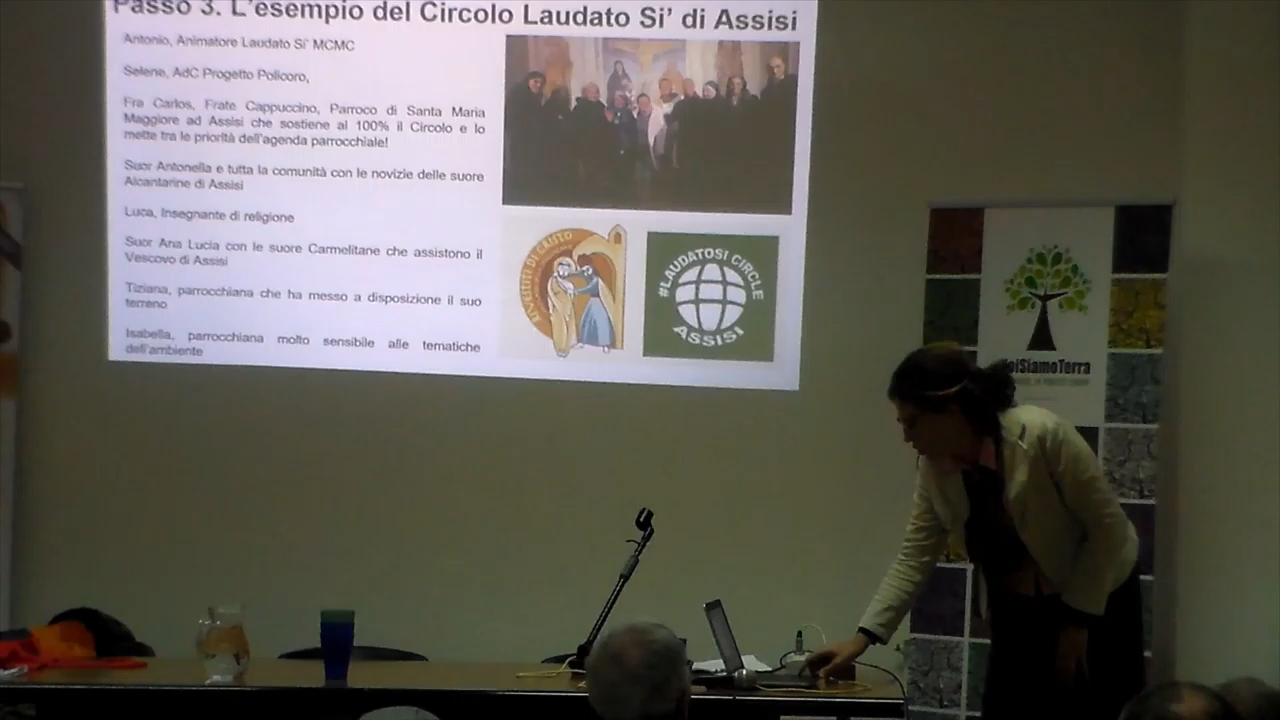 Passo 3. L'esempio del Circolo Laudato Si' di Assisi
Antonio, Animatore Laudato Si' MCMC
Selene, AdC Progetto Policoro,
Fra Carlos, Frate Cappuccino, Parroco di Santa Maria
Maggiore ad Assisi che sostiene al 100% il Circolo e lo
mette tra le priorità dell'agenda parrocchiale!
Suor Antonella e tutta la comunità con le novizie delle suore
Alcantarine di Assisi
Luca, Insegnante di religione
Suor Ana Lucia con le suore Carmelitane che assistono il
Vescovo di Assisi
Tiziana, parrocchiana che ha messo a disposizione il suo
terreno
Isabella, parrocchiana molto sensibile alle tematiche
dell'ambiente
RIVESTITI DI CRISTO
#LAUDATOSI CIRCLE
ASSISI
oiSiamoTerra